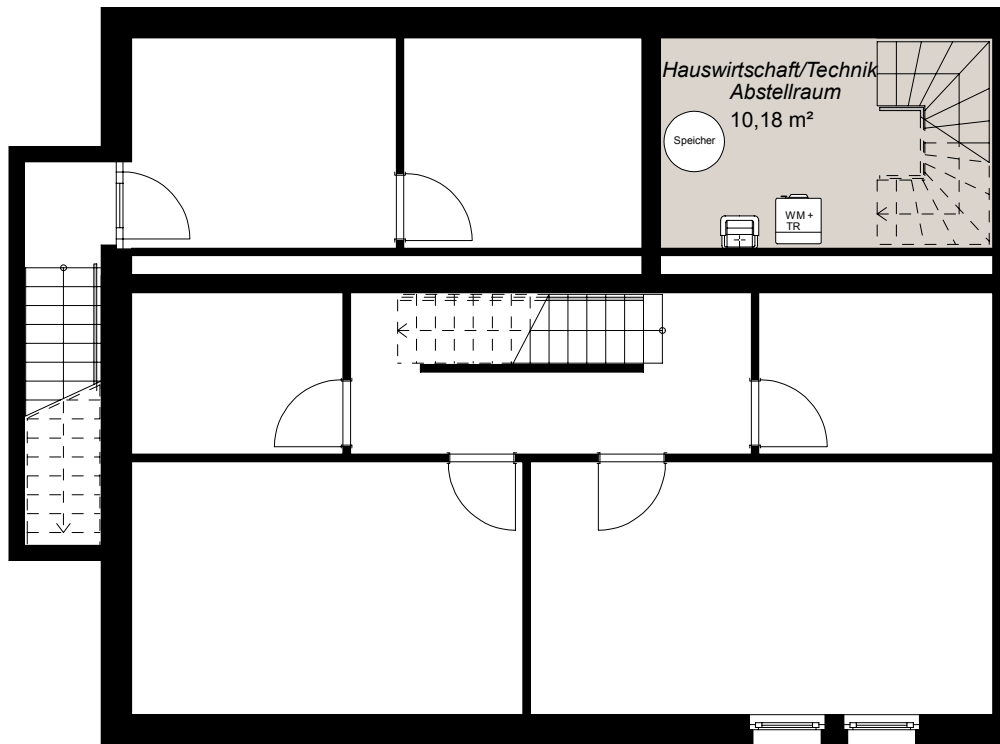 Hauswirtschaft/Technik
Abstellraum
10,18 m²
Speicher
WM +
TR